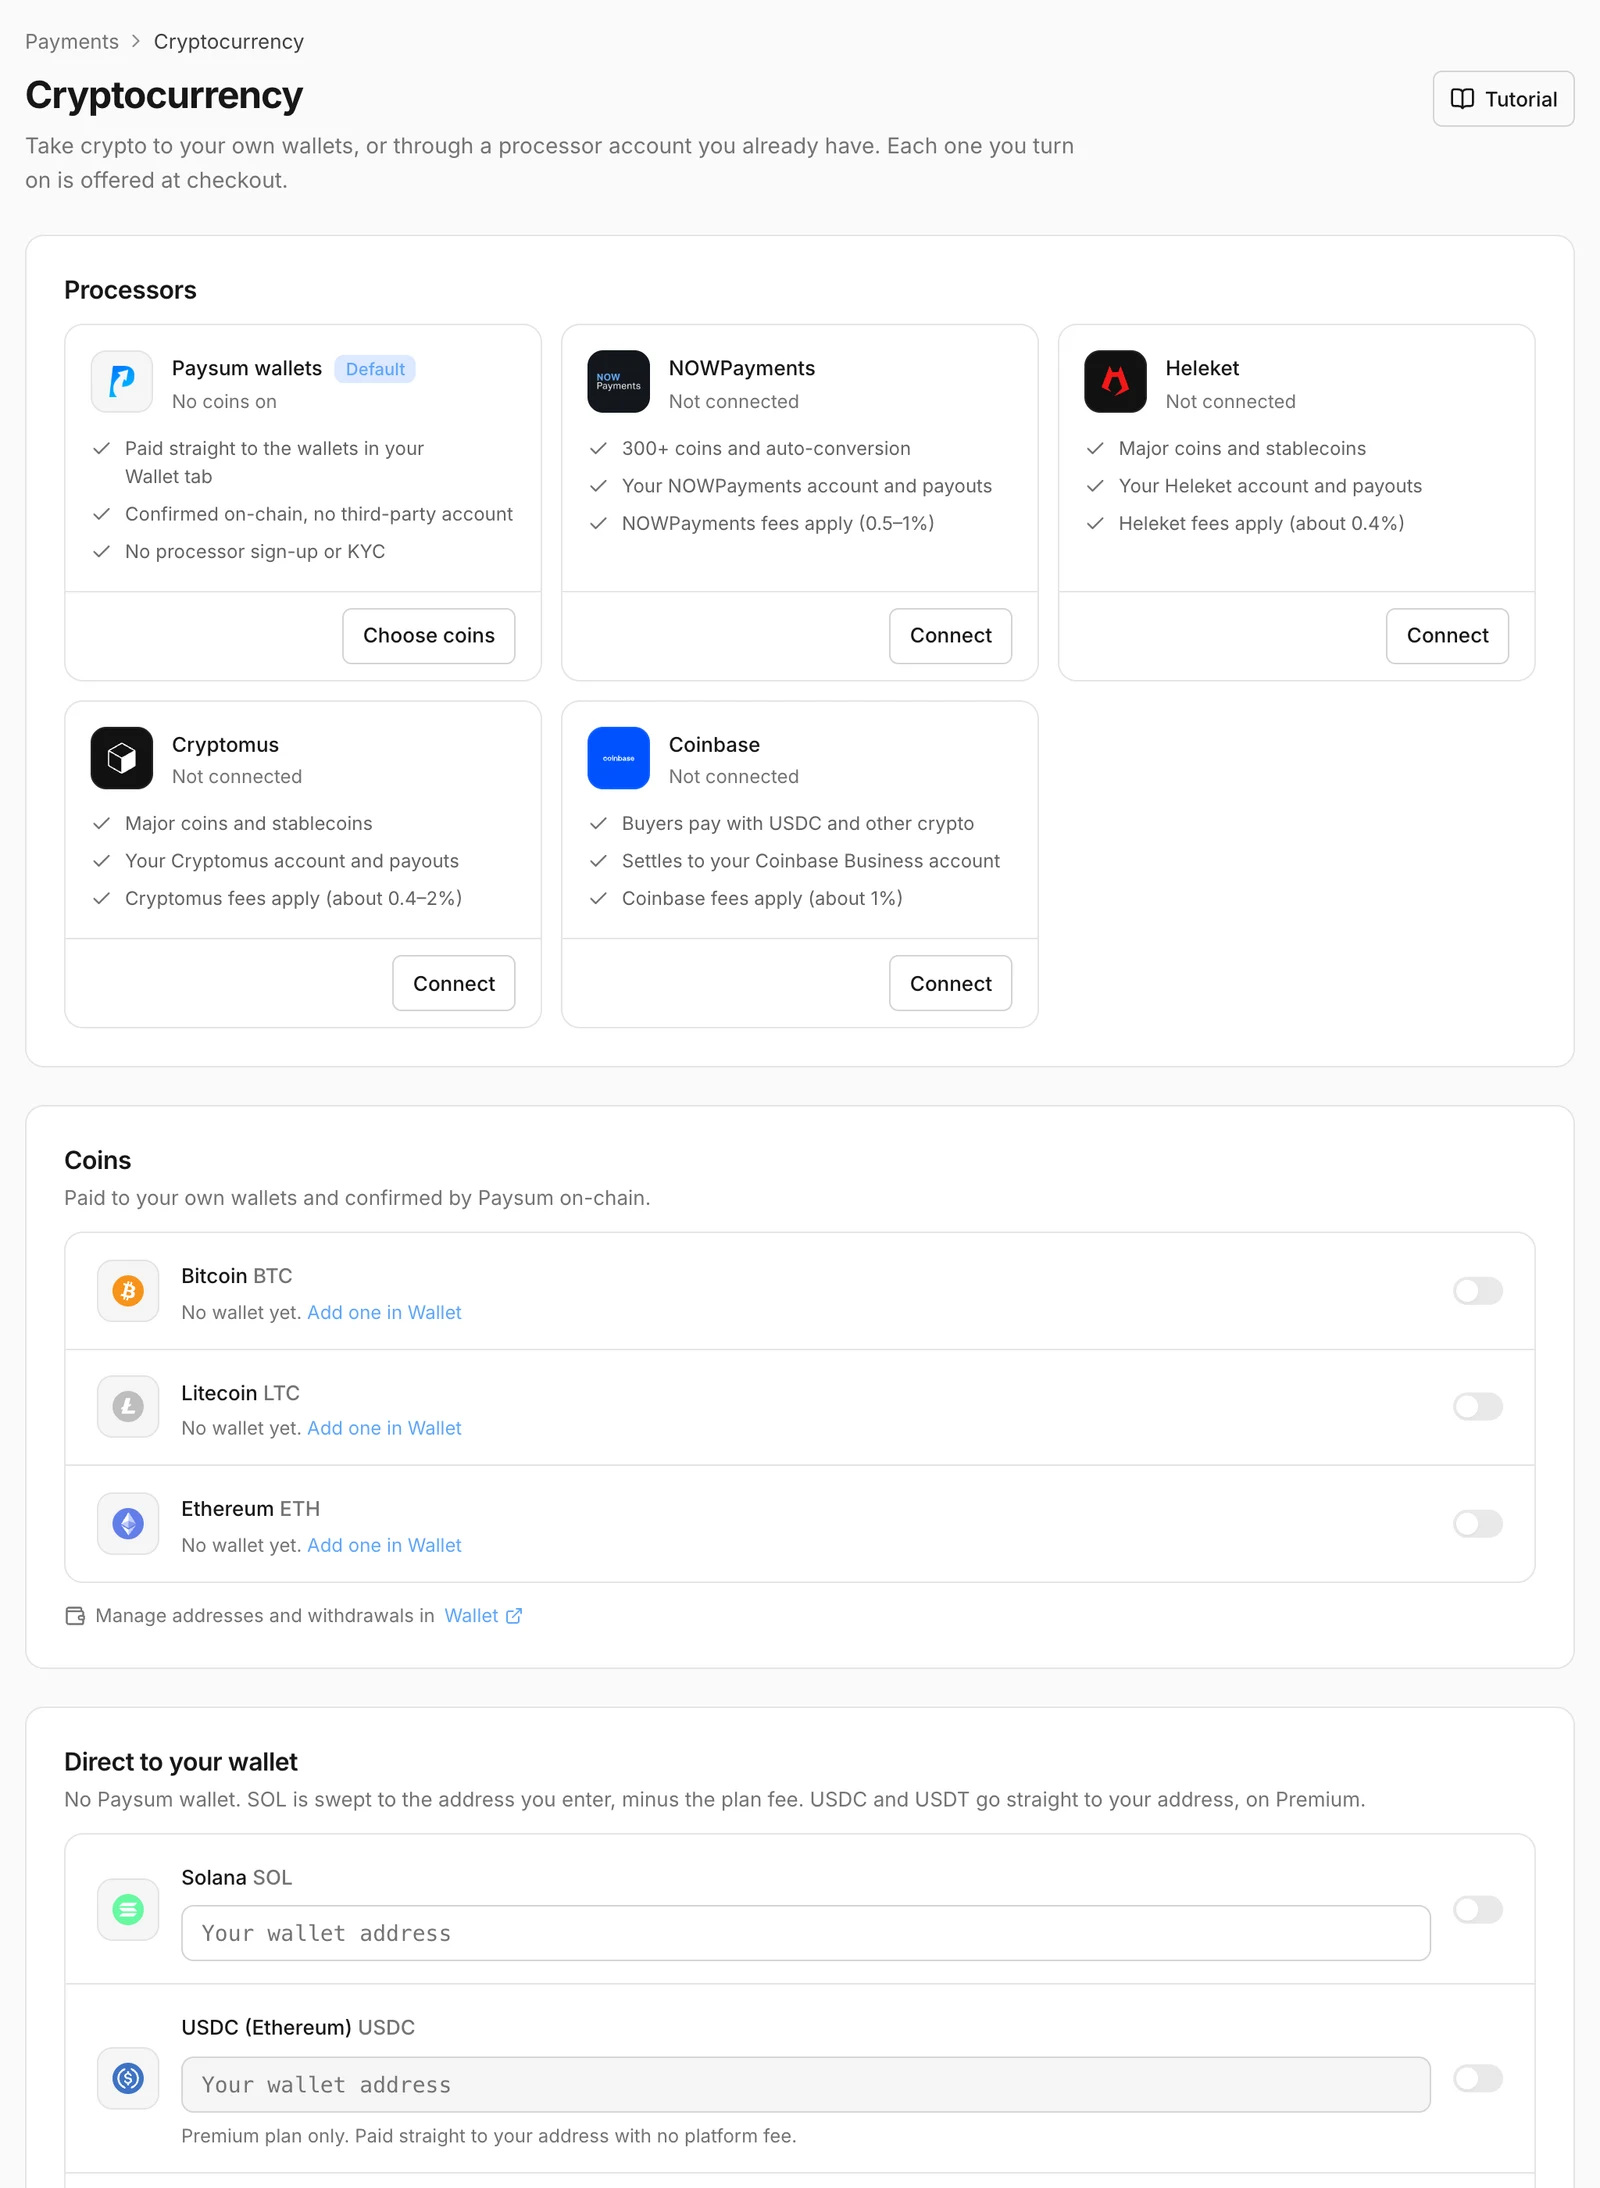 Payments > Cryptocurrency
Cryptocurrency
Tutorial
Take crypto to your own wallets, or through a processor account you already have. Each one you turn
on is offered at checkout.
Processors
Paysum wallets Default
No coins on
Paid straight to the wallets in your
Wallet tab
Confirmed on-chain, no third-party account
No processor sign-up or KYC
Choose coins
NOW
Payments
NOWPayments
Not connected
300+ coins and auto-conversion
Your NOWPayments account and payouts
NOWPayments fees apply (0.5–1%)
Connect
Heleket
Not connected
Major coins and stablecoins
Your Heleket account and payouts
Heleket fees apply (about 0.4%)
Connect
Cryptomus
Not connected
Major coins and stablecoins
Your Cryptomus account and payouts
Cryptomus fees apply (about 0.4–2%)
Connect
coinbase
Coinbase
Not connected
Buyers pay with USDC and other crypto
Settles to your Coinbase Business account
Coinbase fees apply (about 1%)
Connect
Coins
Paid to your own wallets and confirmed by Paysum on-chain.
Bitcoin BTC
No wallet yet. Add one in Wallet
Litecoin LTC
No wallet yet. Add one in Wallet
Ethereum ETH
No wallet yet. Add one in Wallet
Manage addresses and withdrawals in Wallet
Direct to your wallet
No Paysum wallet. SOL is swept to the address you enter, minus the plan fee. USDC and USDT go straight to your address, on Premium.
Solana SOL
Your wallet address
USDC (Ethereum) USDC
Your wallet address
Premium plan only. Paid straight to your address with no platform fee.